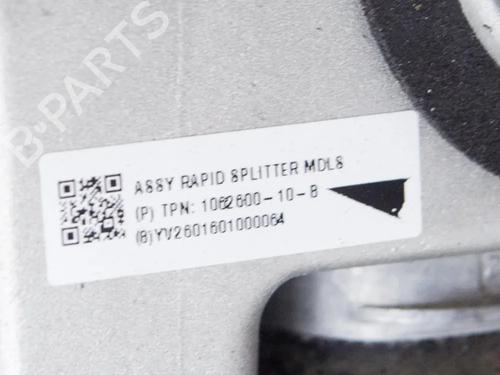 B-PARTS
ASSY RAPID SPLITTER MDLS
(P) TPN: 1062600-10-B
(S)YV2601601000064